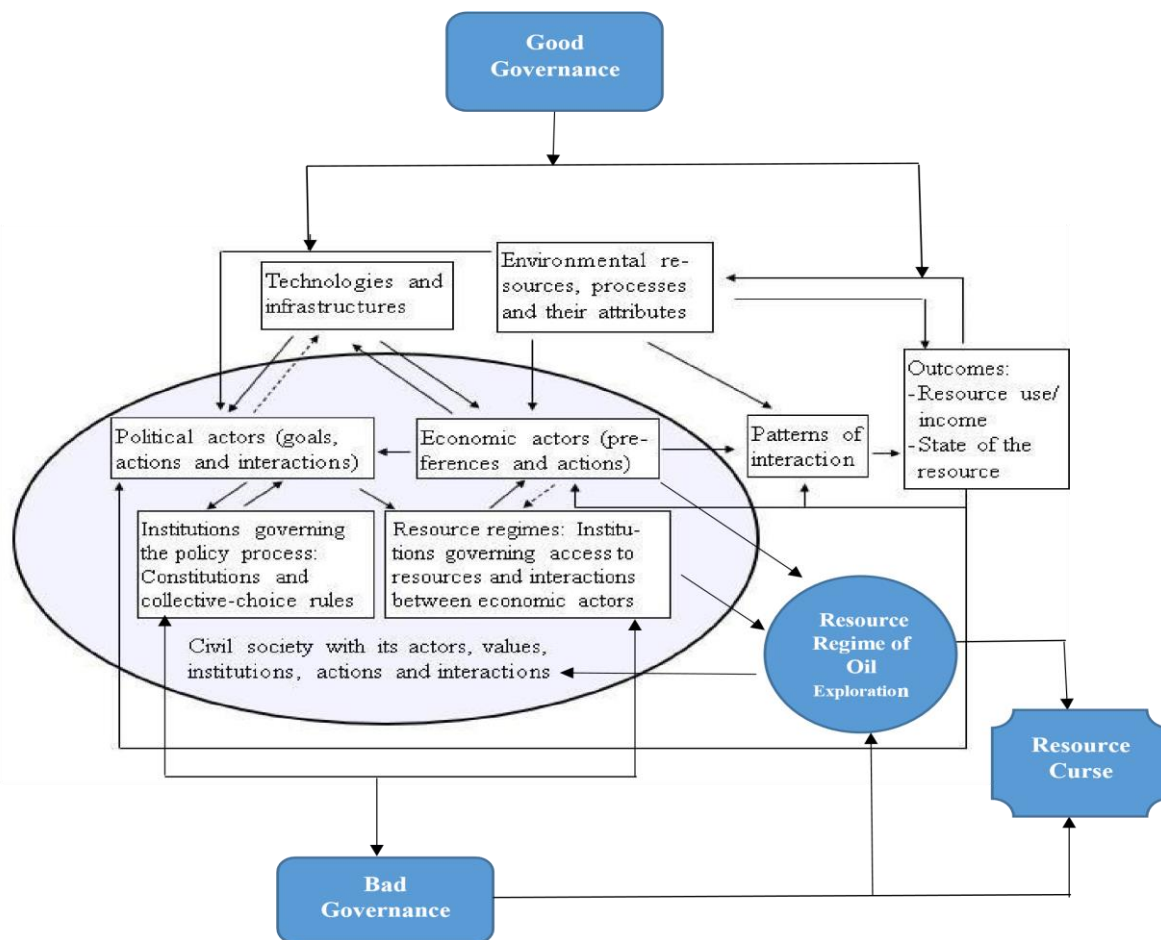 Good
Governance
Technologies and
infrastructures
Environmental re-
sources, processes
and their attributes
Outcomes:
-Resource use/
income
-State of the
resource
Political actors (goals,
actions and interactions)
Economic actors (pre-
ferences and actions)
Patterns of
interaction
Institutions governing
the policy process:
Constitutions and
collective-choice rules
Resource regimes: Institu-
tions governing access to
resources and interactions
between economic actors
Civil society with its actors, values,
institutions, actions and interactions
Resource
Regime of
Oil
Exploration
Resource
Curse
Bad
Governance